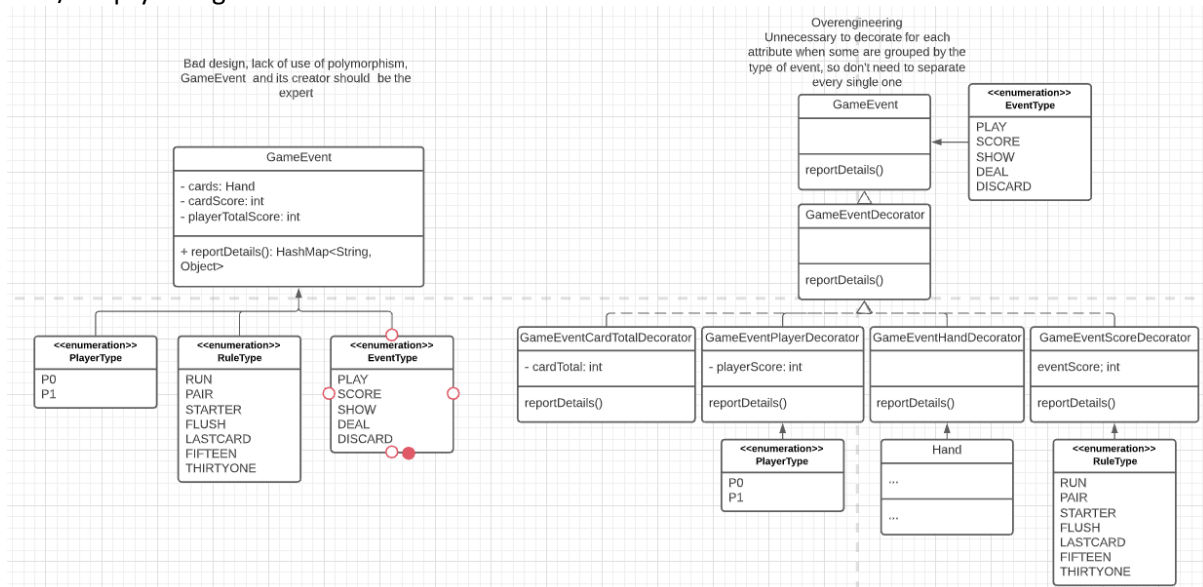 Bad design, lack of use of polymorphism,
GameEvent and its creator should be the
expert
GameEvent
- cards: Hand
- cardScore: int
- playerTotalScore: int
+ reportDetails(): HashMap<String,
Object>
<<enumeration>>
PlayerType
P0
P1
<<enumeration>>
RuleType
RUN
PAIR
STARTER
FLUSH
LASTCARD
FIFTEEN
THIRTYONE
<<enumeration>>
EventType
PLAY
SCORE
SHOW
DEAL
DISCARD
Overengineering
Unnecessary to decorate for each
attribute when some are grouped by the
type of event, so don't need to separate
every single one
GameEvent
reportDetails()
<<enumeration>>
EventType
PLAY
SCORE
SHOW
DEAL
DISCARD
GameEventDecorator
reportDetails()
GameEventCardTotalDecorator
- cardTotal: int
reportDetails()
GameEventPlayerDecorator
- playerScore: int
reportDetails()
GameEventHandDecorator
reportDetails()
GameEventScoreDecorator
eventScore; int
reportDetails()
<<enumeration>>
PlayerType
P0
P1
Hand
...
...
<<enumeration>>
RuleType
RUN
PAIR
STARTER
FLUSH
LASTCARD
FIFTEEN
THIRTYONE